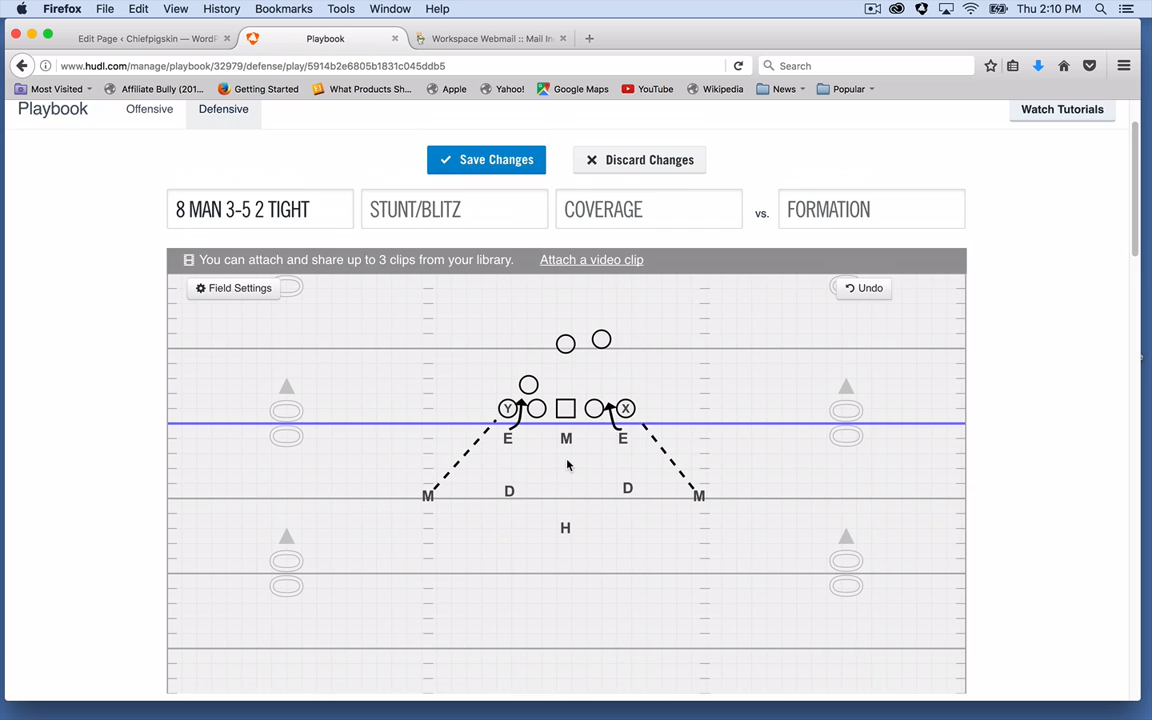 Firefox File Edit View History Bookmarks Tools Window Help Thu 2:10 PM
Edit Page ‹ Chiefpigskin — WordP Playbook Workspace Webmail :: Mail In
www.hudl.com/manage/playbook/32979/defense/play/5914b2e6805b1831c045ddb5 Search
Most Visited Affiliate Bully (201... Getting Started What Products Sh... Apple Yahoo! Google Maps YouTube Wikipedia News Popular
Playbook Offensive Defensive Watch Tutorials
Save Changes Discard Changes
8 MAN 3-5 2 TIGHT STUNT/BLITZ COVERAGE vs. FORMATION
You can attach and share up to 3 clips from your library. Attach a video clip
Field Settings Undo
Y X
E M E
M D D M
H